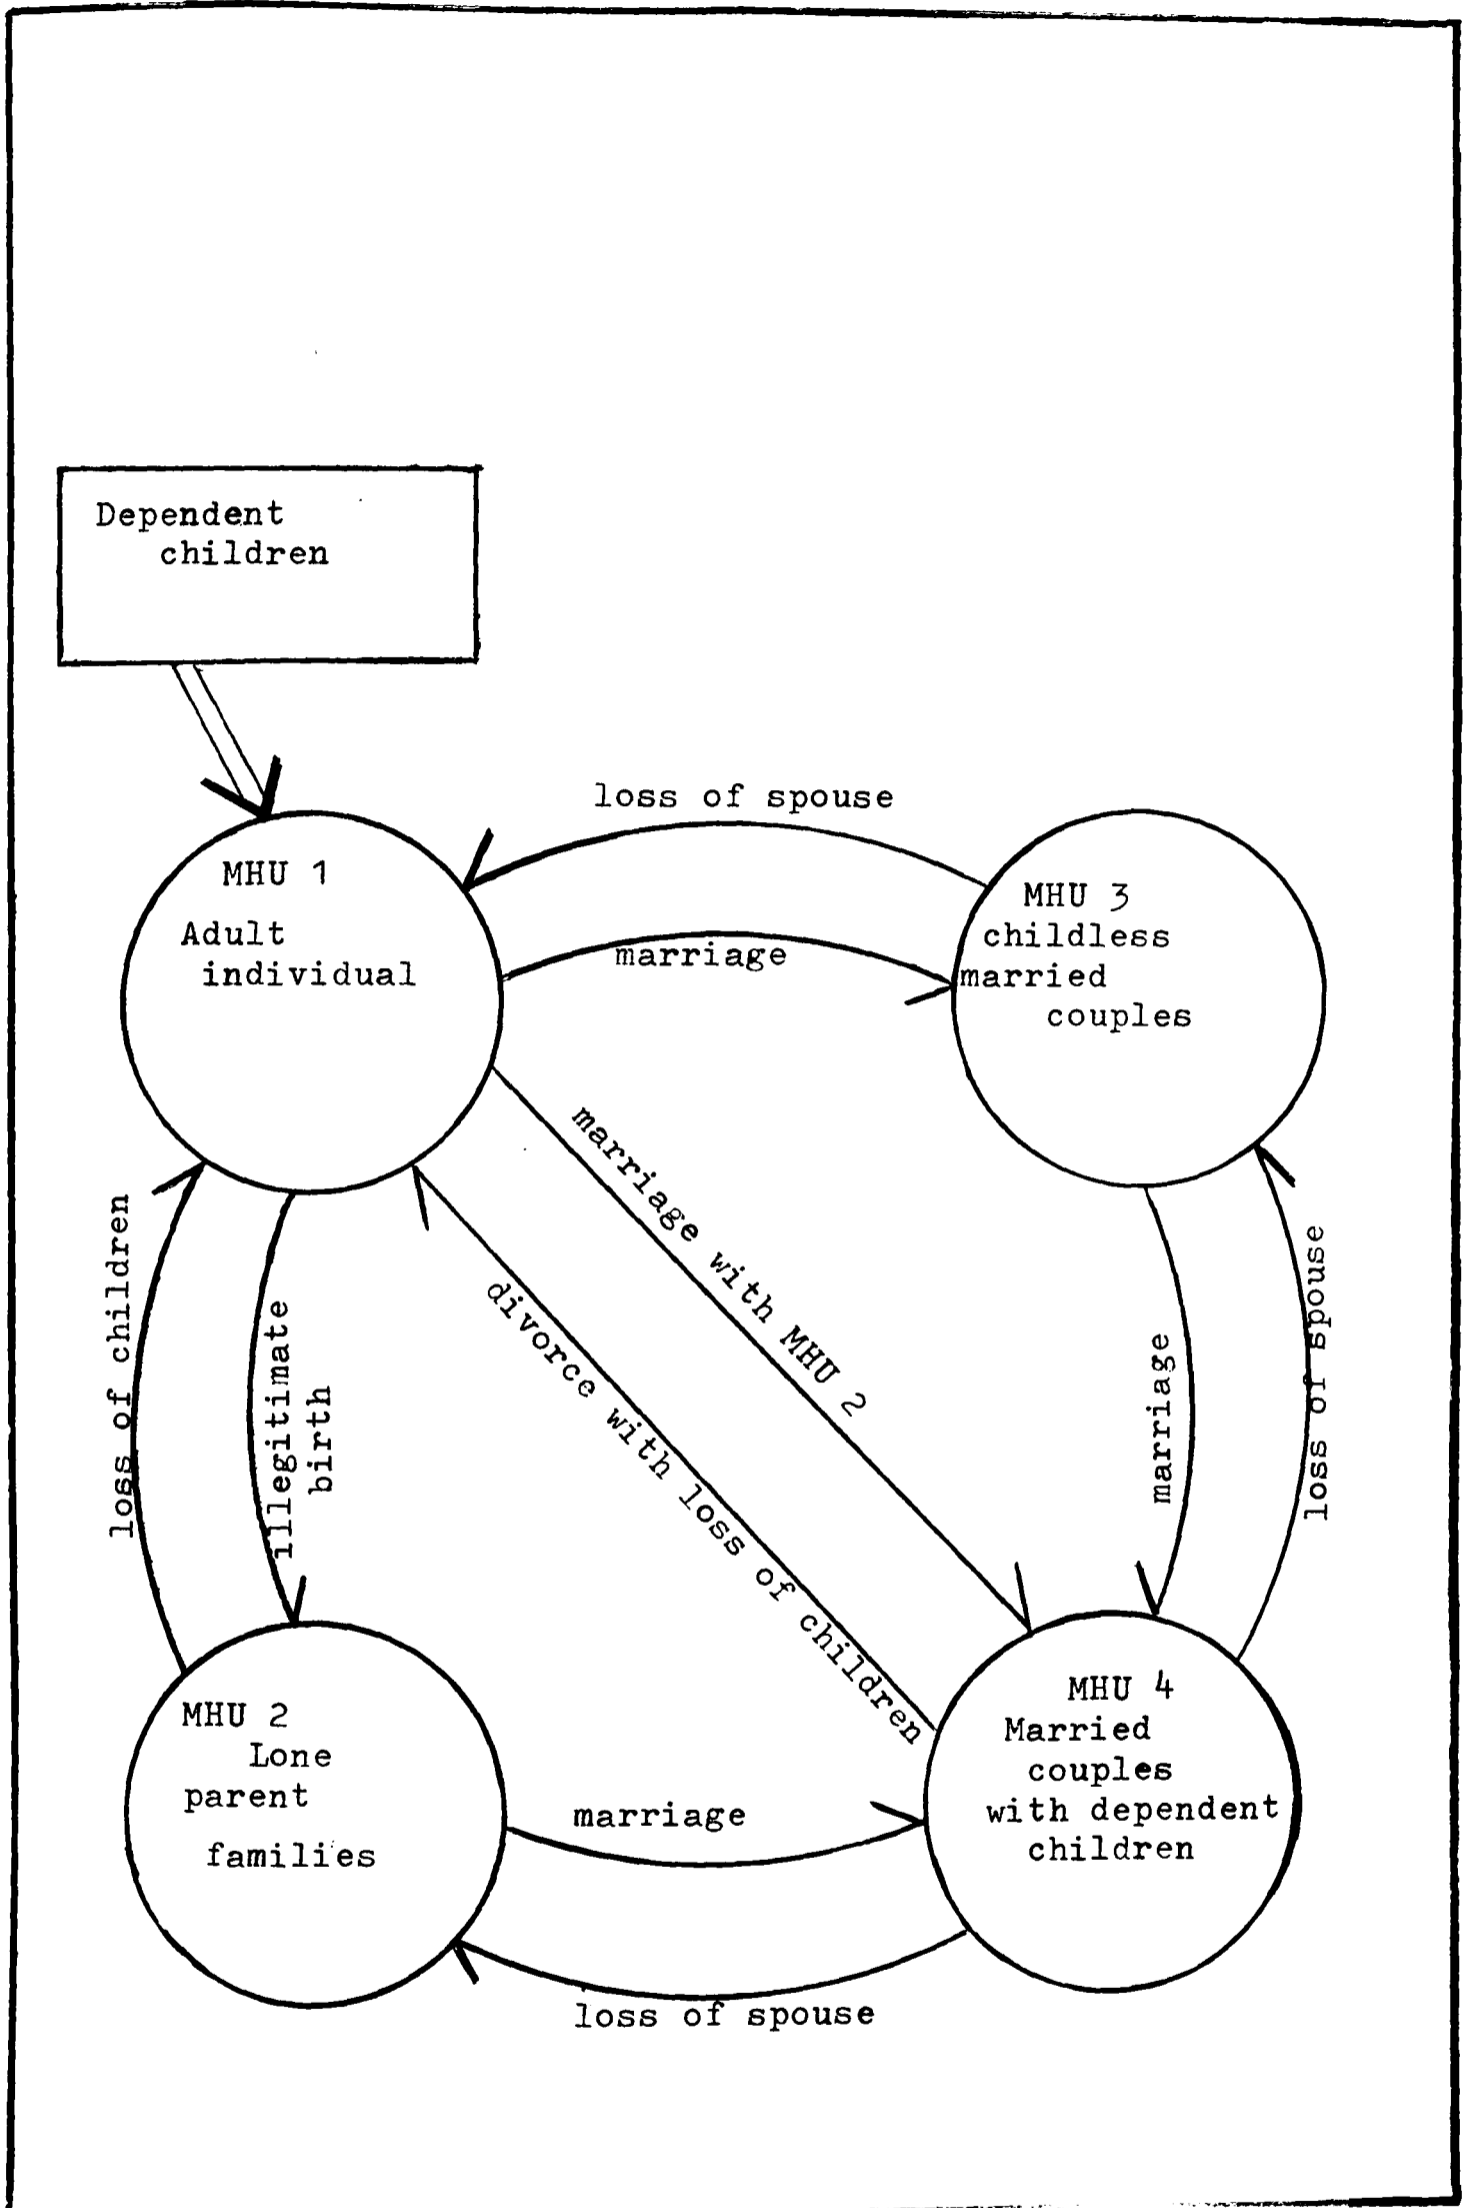 Dependent
children
loss of spouse
MHU 1
Adult
individual
marriage
MHU 3
childless
married
couples
marriage with MHU 2
divorce with loss of children
loss of children
illegitimate
birth
marriage
loss of spouse
MHU 2
Lone
parent
families
marriage
MHU 4
Married
couples
with dependent
children
loss of spouse